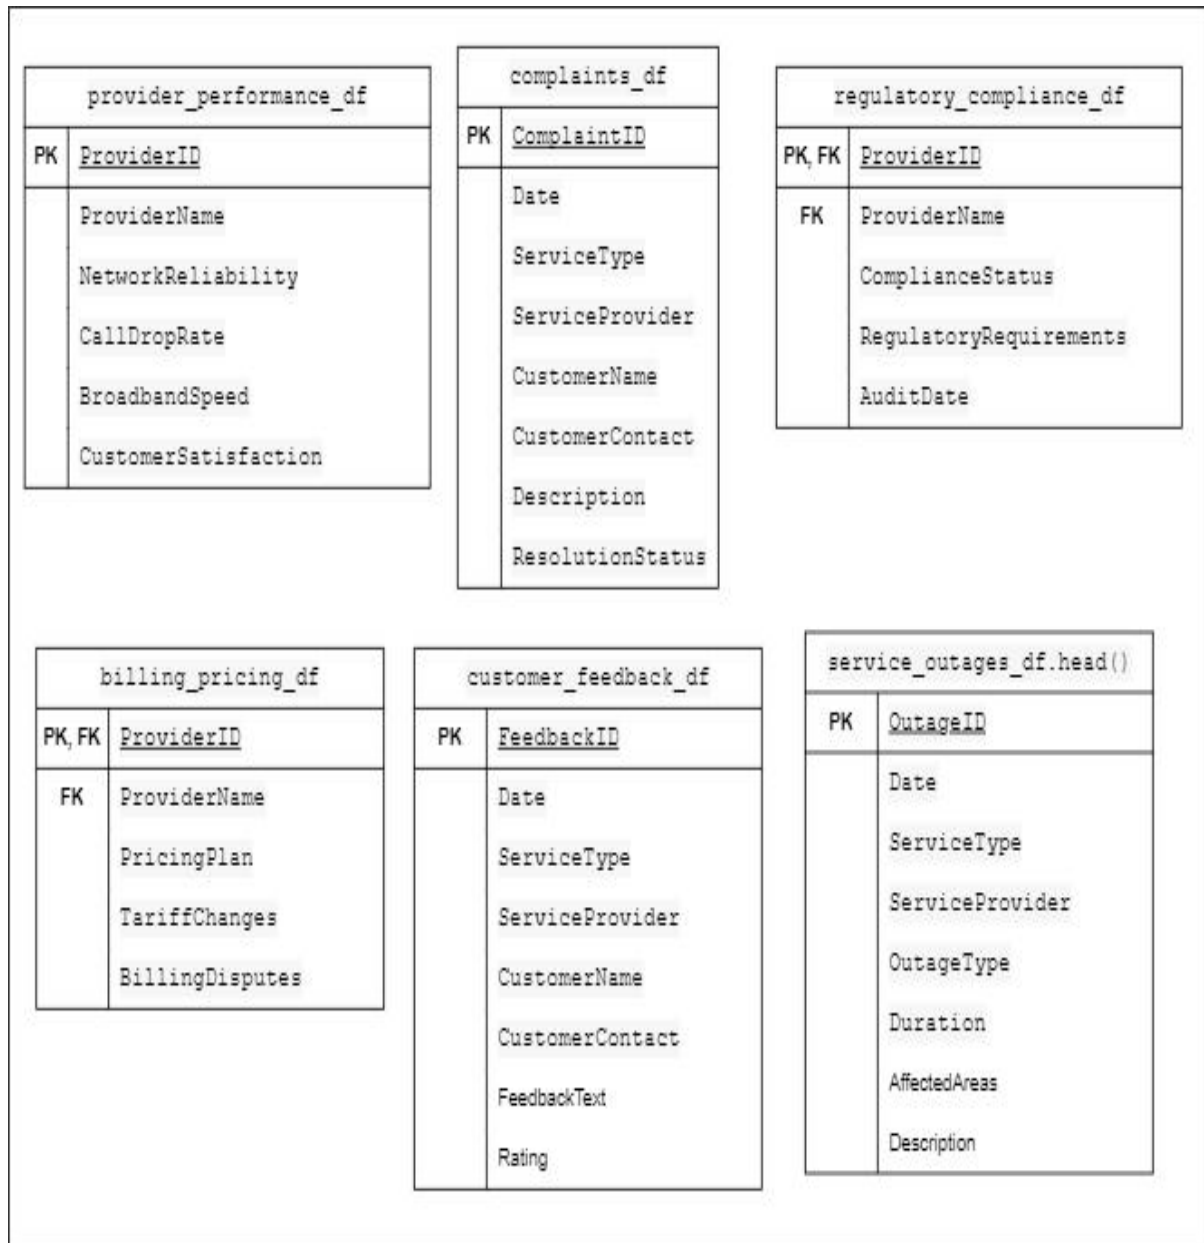 provider_performance_df
PK ProviderID
ProviderName
NetworkReliability
CallDropRate
BroadbandSpeed
CustomerSatisfaction
complaints_df
PK ComplaintID
Date
ServiceType
ServiceProvider
CustomerName
CustomerContact
Description
ResolutionStatus
regulatory_compliance_df
PK, FK ProviderID
FK ProviderName
ComplianceStatus
RegulatoryRequirements
AuditDate
billing_pricing_df
PK, FK ProviderID
FK ProviderName
PricingPlan
TariffChanges
BillingDisputes
customer_feedback_df
PK FeedbackID
Date
ServiceType
ServiceProvider
CustomerName
CustomerContact
FeedbackText
Rating
service_outages_df.head()
PK OutageID
Date
ServiceType
ServiceProvider
OutageType
Duration
AffectedAreas
Description